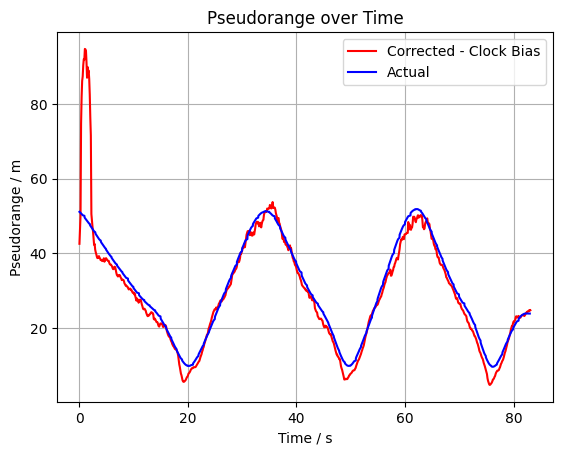 Pseudorange over Time
Corrected - Clock Bias
Actual
Pseudorange / m
80
60
40
20
0 20 40 60 80
Time / s